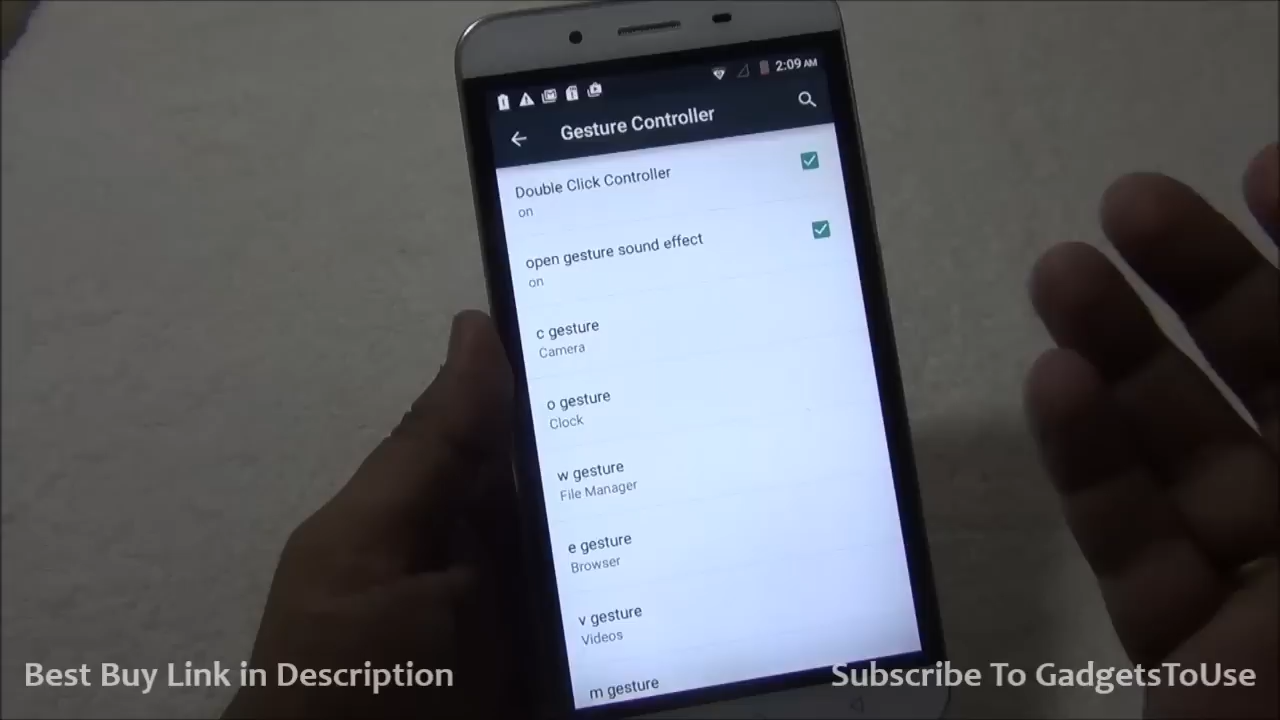 2:09 AM
Gesture Controller
Double Click Controller
on
open gesture sound effect
on
c gesture
Camera
o gesture
Clock
w gesture
File Manager
e gesture
Browser
v gesture
Videos
m gesture
Best Buy Link in Description
Subscribe To GadgetsToUse